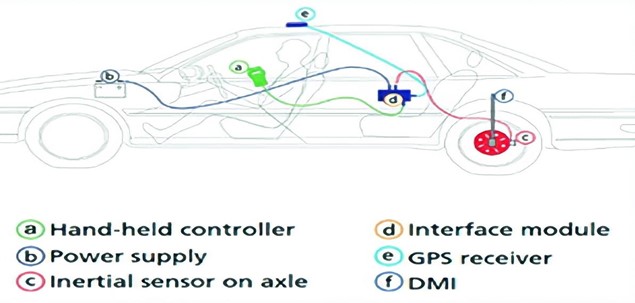 e
b
a
d
f
c
a Hand-held controller
b Power supply
c Inertial sensor on axle
d Interface module
e GPS receiver
f DMI